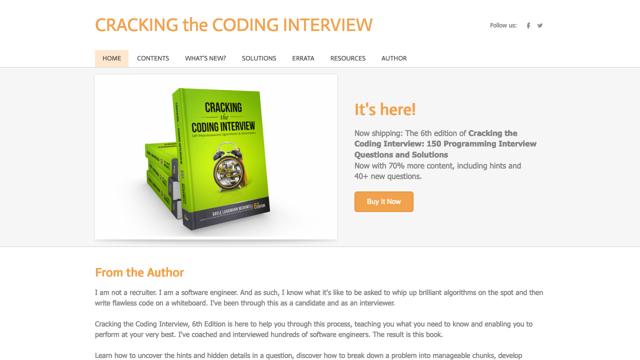 CRACKING the CODING INTERVIEW
Follow us:
HOME
CONTENTS
WHAT'S NEW?
SOLUTIONS
ERRATA
RESOURCES
AUTHOR
CRACKING
the
CODING INTERVIEW
It's here!
Now shipping: The 6th edition of Cracking the
Coding Interview: 150 Programming Interview
Questions and Solutions
Now with 70% more content, including hints and
40+ new questions.
Buy it Now
From the Author
I am not a recruiter. I am a software engineer. And as such, I know what it's like to be asked to whip up brilliant algorithms on the spot and then
write flawless code on a whiteboard. I've been through this as a candidate and as an interviewer.
Cracking the Coding Interview, 6th Edition is here to help you through this process, teaching you what you need to know and enabling you to
perform at your very best. I've coached and interviewed hundreds of software engineers. The result is this book.
Learn how to uncover the hints and hidden details in a question, discover how to break down a problem into manageable chunks, develop